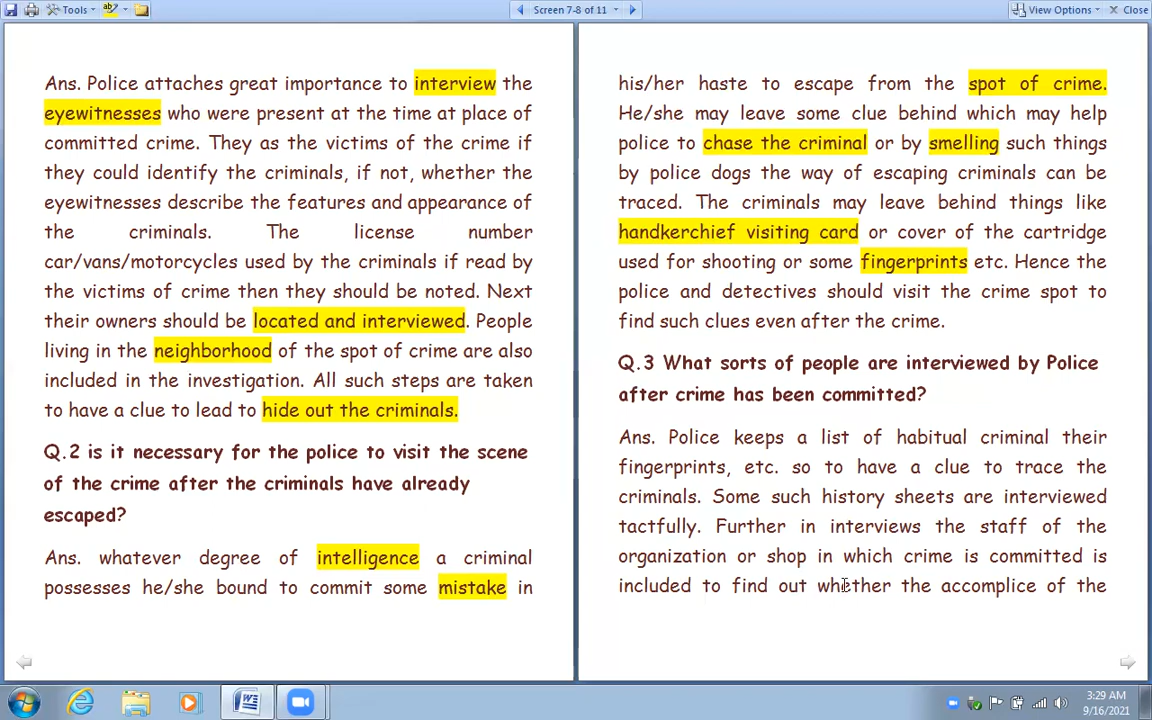 Tools
Screen 7-8 of 11
View Options
Close
Ans. Police attaches great importance to interview the
eyewitnesses who were present at the time at place of
committed crime. They as the victims of the crime if
they could identify the criminals, if not, whether the
eyewitnesses describe the features and appearance of
the criminals. The license number
car/vans/motorcycles used by the criminals if read by
the victims of crime then they should be noted. Next
their owners should be located and interviewed. People
living in the neighborhood of the spot of crime are also
included in the investigation. All such steps are taken
to have a clue to lead to hide out the criminals.
Q.2 is it necessary for the police to visit the scene
of the crime after the criminals have already
escaped?
Ans. whatever degree of intelligence a criminal
possesses he/she bound to commit some mistake in
his/her haste to escape from the spot of crime.
He/she may leave some clue behind which may help
police to chase the criminal or by smelling such things
by police dogs the way of escaping criminals can be
traced. The criminals may leave behind things like
handkerchief visiting card or cover of the cartridge
used for shooting or some fingerprints etc. Hence the
police and detectives should visit the crime spot to
find such clues even after the crime.
Q.3 What sorts of people are interviewed by Police
after crime has been committed?
Ans. Police keeps a list of habitual criminal their
fingerprints, etc. so to have a clue to trace the
criminals. Some such history sheets are interviewed
tactfully. Further in interviews the staff of the
organization or shop in which crime is committed is
included to find out whether the accomplice of the
3:29 AM
9/16/2021